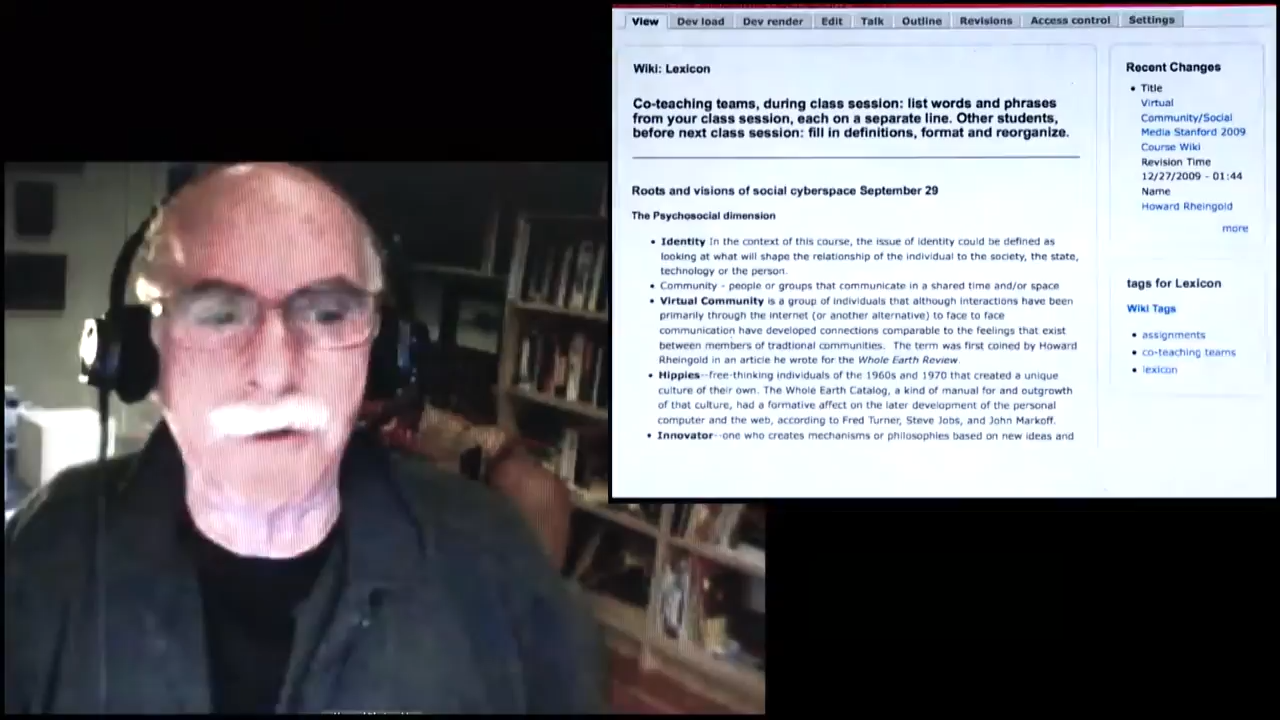 View Dev load Dev render Edit Talk Outline Revisions Access control Settings
Wiki: Lexicon
Co-teaching teams, during class session: list words and phrases
from your class session, each on a separate line. Other students,
before next class session: fill in definitions, format and reorganize.
Roots and visions of social cyberspace September 29
The Psychosocial dimension
• Identity In the context of this course, the issue of identity could be defined as
looking at what will shape the relationship of the individual to the society, the state,
technology or the person.
• Community - people or groups that communicate in a shared time and/or space
• Virtual Community is a group of individuals that although interactions have been
primarily through the internet (or another alternative) to face to face
communication have developed connections comparable to the feelings that exist
between members of tradtional communities. The term was first coined by Howard
Rheingold in an article he wrote for the Whole Earth Review.
• Hippies--free-thinking individuals of the 1960s and 1970 that created a unique
culture of their own. The Whole Earth Catalog, a kind of manual for and outgrowth
of that culture, had a formative affect on the later development of the personal
computer and the web, according to Fred Turner, Steve Jobs, and John Markoff.
• Innovator--one who creates mechanisms or philosophies based on new ideas and
Recent Changes
• Title
Virtual
Community/Social
Media Stanford 2009
Course Wiki
Revision Time
12/27/2009 - 01:44
Name
Howard Rheingold
more
tags for Lexicon
Wiki Tags
• assignments
• co-teaching teams
• lexicon